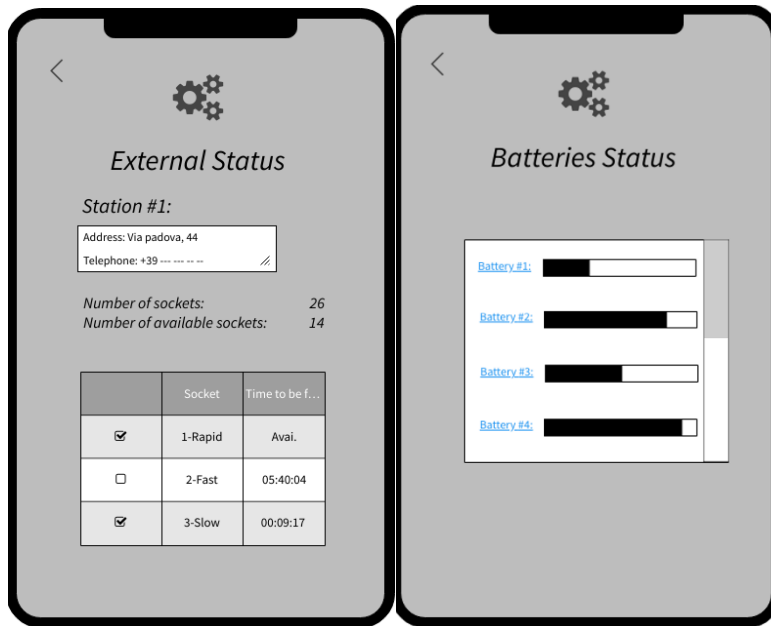 External Status
Station #1:
Address: Via padova, 44
Telephone: +39 --- --- -- --
Number of sockets: 26
Number of available sockets: 14
Socket Time to be f...
1-Rapid Avai.
2-Fast 05:40:04
3-Slow 00:09:17
Batteries Status
Battery #1:
Battery #2:
Battery #3:
Battery #4: